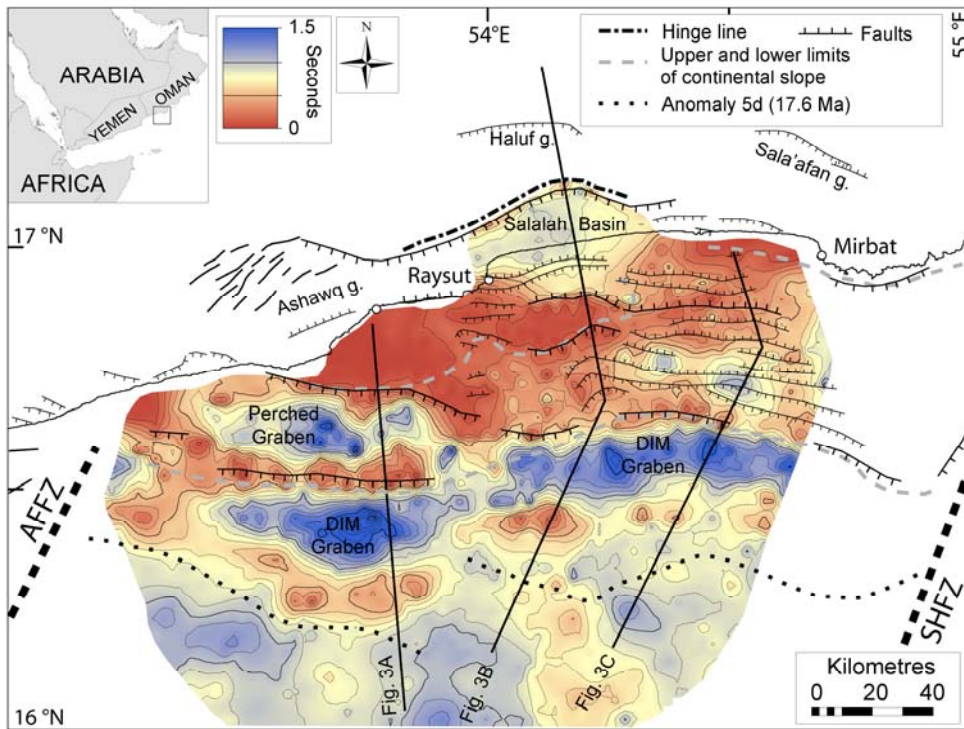 54°E
55°E
1.5
Seconds
0
N
ARABIA
OMAN
YEMEN
AFRICA
Hinge line
Faults
Upper and lower limits
of continental slope
Anomaly 5d (17.6 Ma)
Haluf g.
Sala'afan g.
17 °N
Salalah Basin
Raysut
Mirbat
Ashawq g.
Perched
Graben
DIM
Graben
DIM
Graben
AFFZ
SHFZ
Fig. 3A
Fig. 3B
Fig. 3C
Kilometres
0 10 20 40
16 °N